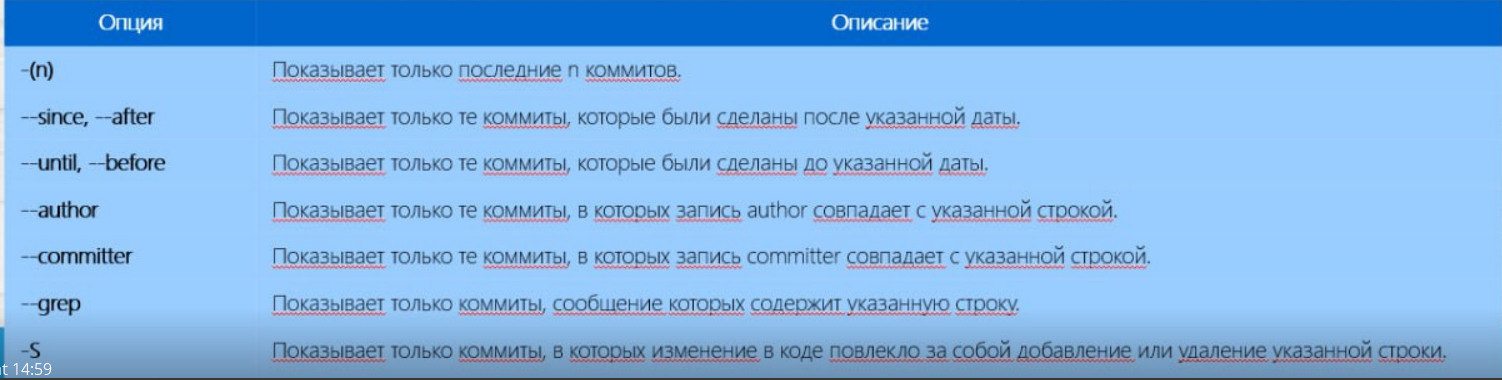 Опция Описание
-(n) Показывает только последние n коммитов.
--since, --after Показывает только те коммиты, которые были сделаны после указанной даты.
--until, --before Показывает только те коммиты, которые были сделаны до указанной даты.
--author Показывает только те коммиты, в которых запись author совпадает с указанной строкой.
--committer Показывает только те коммиты, в которых запись committer совпадает с указанной строкой.
--grep Показывает только коммиты, сообщение которых содержит указанную строку.
-S Показывает только коммиты, в которых изменение в коде повлекло за собой добавление или удаление указанной строки.
t 14:59